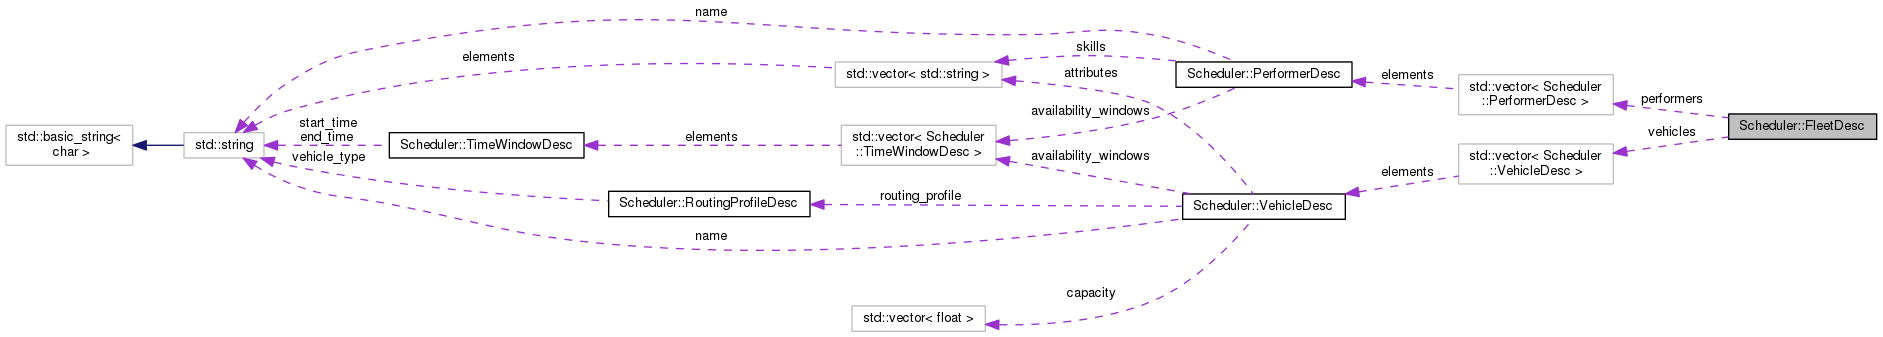 name
skills
elements
std::vector< std::string >
attributes
Scheduler::PerformerDesc
elements
std::vector< Scheduler
::PerformerDesc >
performers
Scheduler::FleetDesc
vehicles
availability_windows
std::basic_string<
char >
std::string
start_time
end_time
vehicle_type
Scheduler::TimeWindowDesc
elements
std::vector< Scheduler
::TimeWindowDesc >
availability_windows
std::vector< Scheduler
::VehicleDesc >
elements
Scheduler::RoutingProfileDesc
routing_profile
Scheduler::VehicleDesc
name
capacity
std::vector< float >